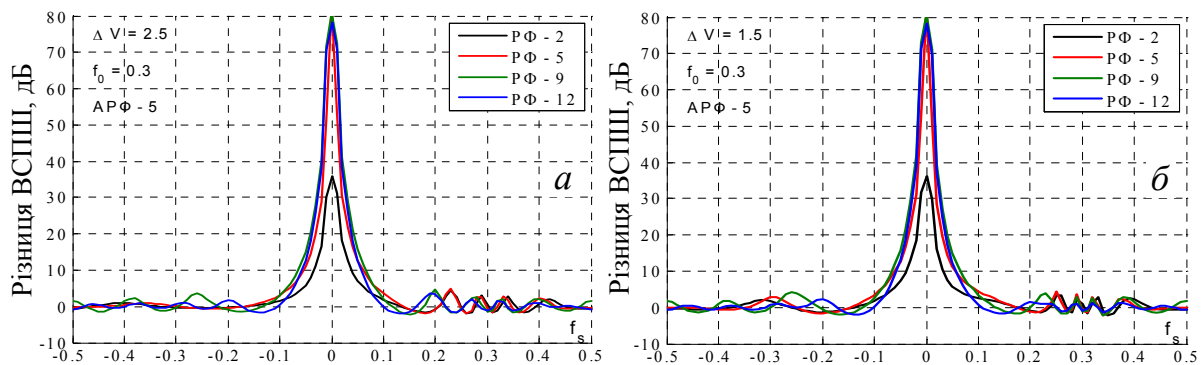 Різниця ВСПШ, дБ
80
70
60
50
40
30
20
10
0
-10
Δ V = 2.5
f0 = 0.3
АРФ - 5
РФ - 2
РФ - 5
РФ - 9
РФ - 12
а
fs
-0.5 -0.4 -0.3 -0.2 -0.1 0 0.1 0.2 0.3 0.4 0.5
Різниця ВСПШ, дБ
80
70
60
50
40
30
20
10
0
-10
Δ V = 1.5
f0 = 0.3
АРФ - 5
РФ - 2
РФ - 5
РФ - 9
РФ - 12
б
fs
-0.5 -0.4 -0.3 -0.2 -0.1 0 0.1 0.2 0.3 0.4 0.5